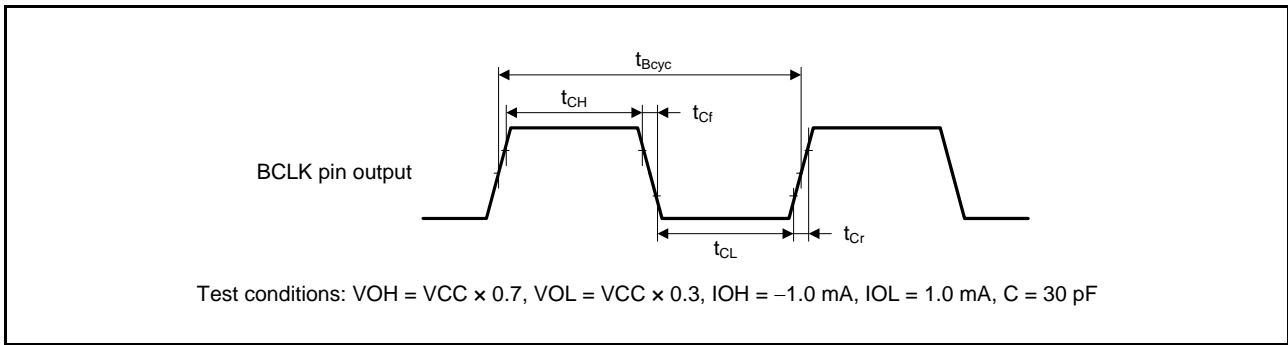 tBcyc
tCH
tCf
BCLK pin output
tCL
tCr
Test conditions: VOH = VCC × 0.7, VOL = VCC × 0.3, IOH = −1.0 mA, IOL = 1.0 mA, C = 30 pF